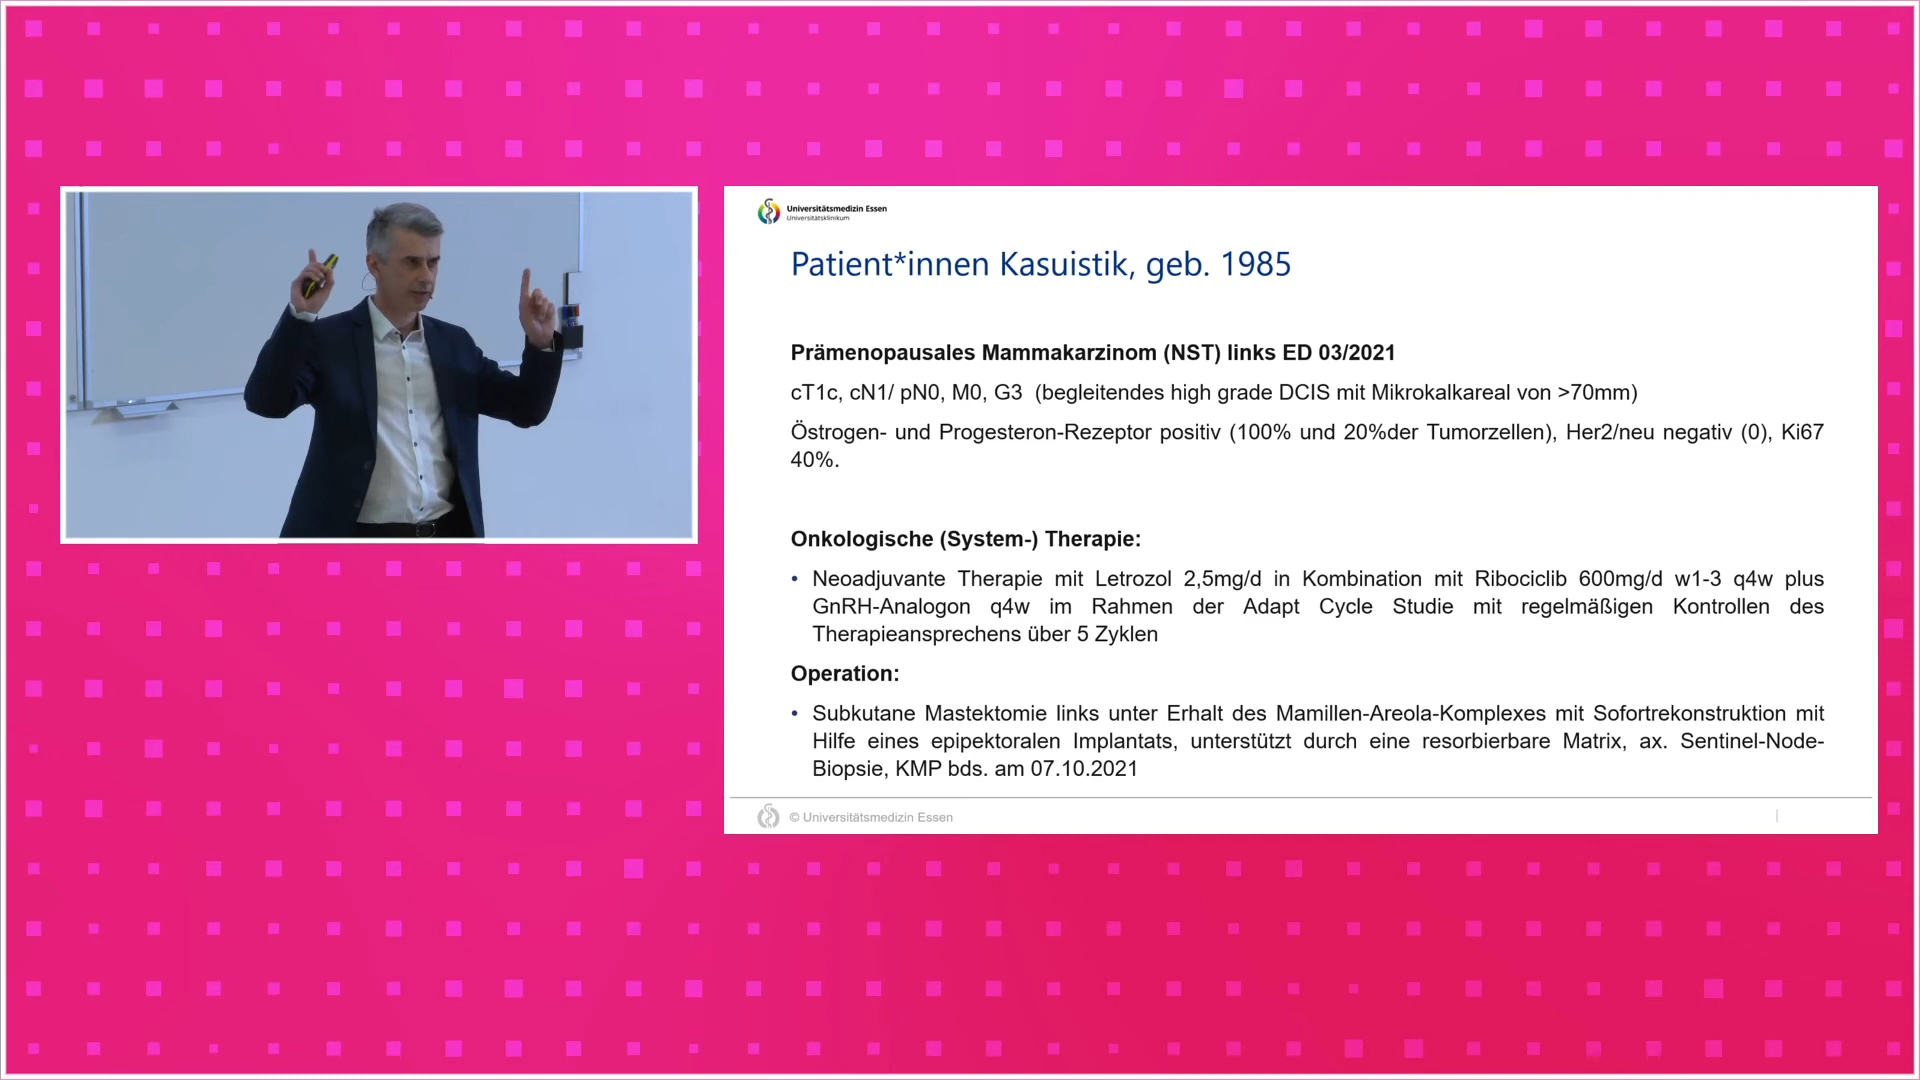 Universitätsmedizin Essen
Universitätsklinikum
Patient*innen Kasuistik, geb. 1985
Prämenopausales Mammakarzinom (NST) links ED 03/2021
cT1c, cN1/ pN0, M0, G3 (begleitendes high grade DCIS mit Mikrokalkareal von >70mm)
Östrogen- und Progesteron-Rezeptor positiv (100% und 20%der Tumorzellen), Her2/neu negativ (0), Ki67
40%.
Onkologische (System-) Therapie:
• Neoadjuvante Therapie mit Letrozol 2,5mg/d in Kombination mit Ribociclib 600mg/d w1-3 q4w plus
GnRH-Analogon q4w im Rahmen der Adapt Cycle Studie mit regelmäßigen Kontrollen des
Therapieansprechens über 5 Zyklen
Operation:
• Subkutane Mastektomie links unter Erhalt des Mamillen-Areola-Komplexes mit Sofortrekonstruktion mit
Hilfe eines epipektoralen Implantats, unterstützt durch eine resorbierbare Matrix, ax. Sentinel-Node-
Biopsie, KMP bds. am 07.10.2021
© Universitätsmedizin Essen